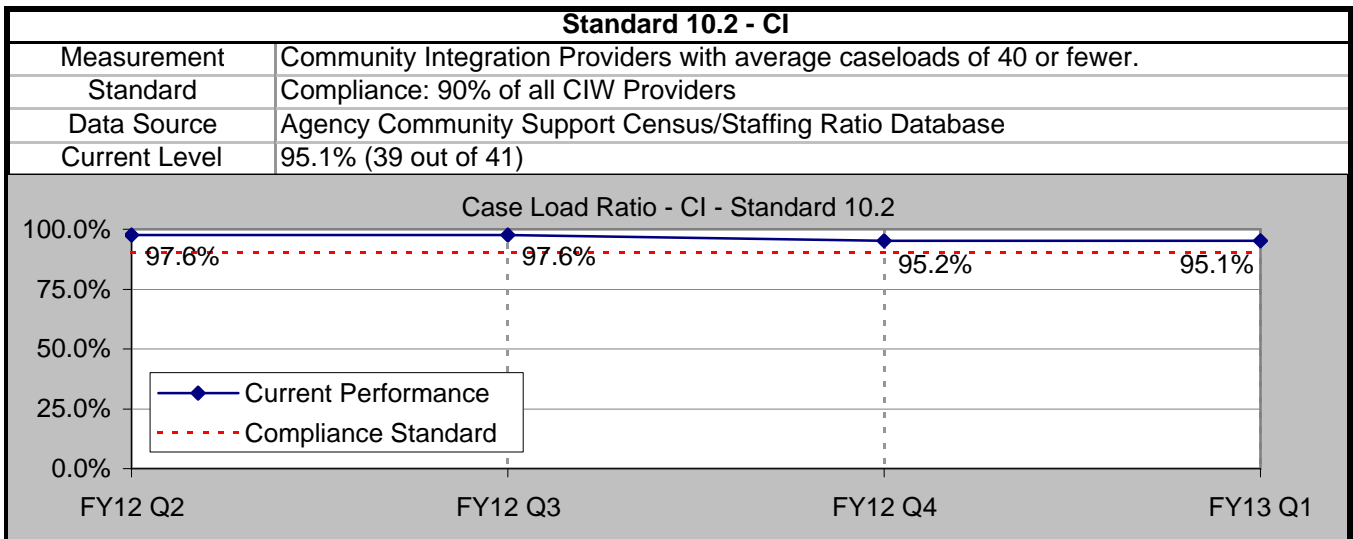 Standard 10.2 - CI
Measurement Community Integration Providers with average caseloads of 40 or fewer.
Standard Compliance: 90% of all CIW Providers
Data Source Agency Community Support Census/Staffing Ratio Database
Current Level 95.1% (39 out of 41)
Case Load Ratio - CI - Standard 10.2
100.0%
97.6% 97.6% 95.2% 95.1%
75.0%
50.0%
Current Performance
25.0%
Compliance Standard
0.0%
FY12 Q2 FY12 Q3 FY12 Q4 FY13 Q1